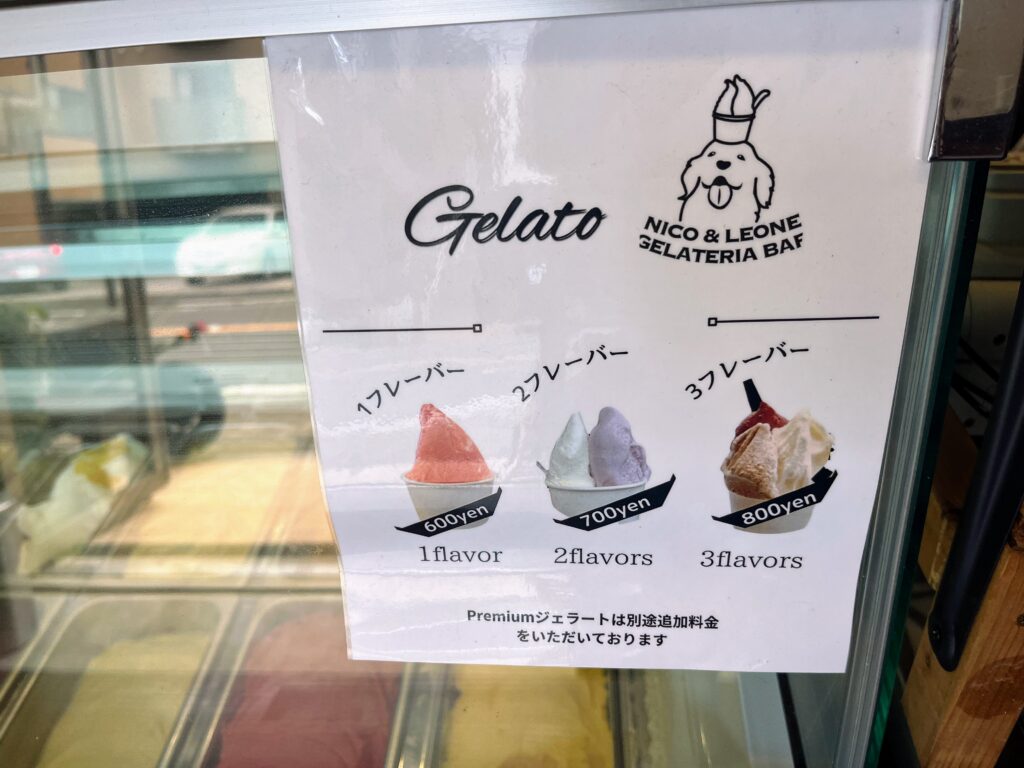 Gelato
NICO & LEONE
GELATERIA BAR
1フレーバー
2フレーバー
3フレーバー
600yen
700yen
800yen
1flavor
2flavors
3flavors
Premiumジェラートは別途追加料金
をいただいております